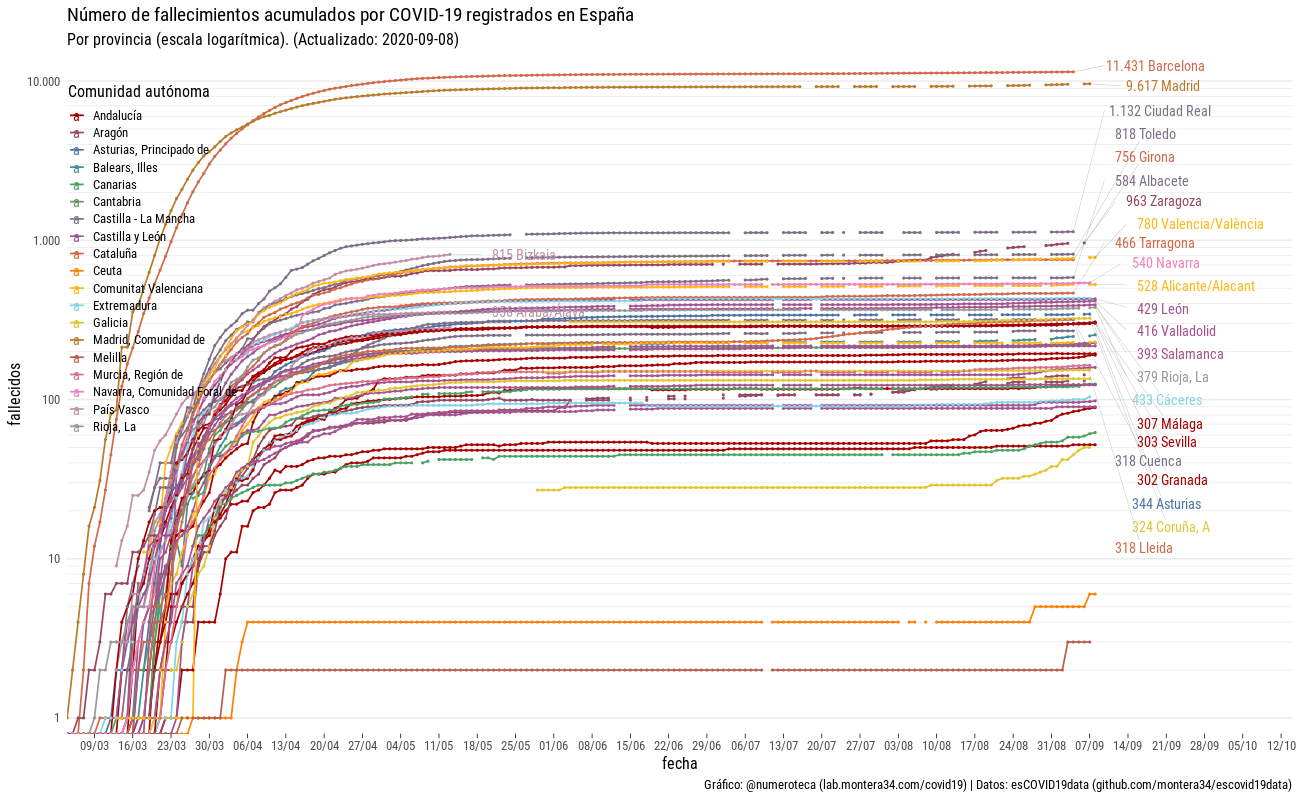 Número de fallecimientos acumulados por COVID-19 registrados en España
Por provincia (escala logarítmica). (Actualizado: 2020-09-08)
10.000
1.000
100
10
1
fallecidos
Comunidad autónoma
Andalucía
Aragón
Asturias, Principado de
Balears, Illes
Canarias
Cantabria
Castilla - La Mancha
Castilla y León
Cataluña
Ceuta
Comunitat Valenciana
Extremadura
Galicia
Madrid, Comunidad de
Melilla
Murcia, Región de
Navarra, Comunidad Foral de
País Vasco
Rioja, La
815 Bizkaia
Araba/Álava
11.431 Barcelona
9.617 Madrid
1.132 Ciudad Real
818 Toledo
756 Girona
584 Albacete
963 Zaragoza
780 Valencia/València
466 Tarragona
540 Navarra
528 Alicante/Alacant
429 León
416 Valladolid
393 Salamanca
379 Rioja, La
433 Cáceres
307 Málaga
303 Sevilla
318 Cuenca
302 Granada
344 Asturias
324 Coruña, A
318 Lleida
09/03 16/03 23/03 30/03 06/04 13/04 20/04 27/04 04/05 11/05 18/05 25/05 01/06 08/06 15/06 22/06 29/06 06/07 13/07 20/07 27/07 03/08 10/08 17/08 24/08 31/08 07/09 14/09 21/09 28/09 05/10 12/10
fecha
Gráfico: @numeroteca (lab.montera34.com/covid19) | Datos: esCOVID19data (github.com/montera34/escovid19data)